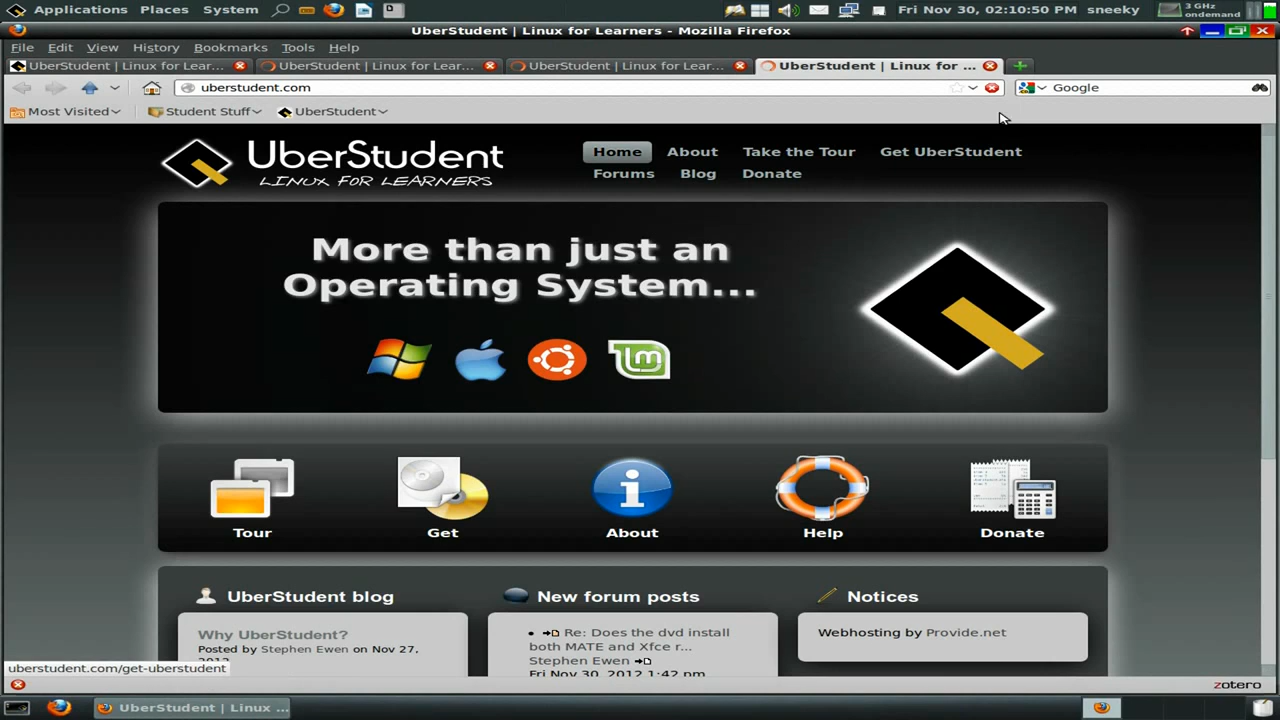 Applications Places System Fri Nov 30, 02:10:50 PM sneeky 3 GHz ondemand
UberStudent | Linux for Learners - Mozilla Firefox
File Edit View History Bookmarks Tools Help
UberStudent | Linux for Lear... UberStudent | Linux for Lear... UberStudent | Linux for Lear... UberStudent | Linux for ...
uberstudent.com Google
Most Visited Student Stuff UberStudent
UberStudent
LINUX FOR LEARNERS
Home About Take the Tour Get UberStudent
Forums Blog Donate
More than just an
Operating System...
lm
Tour Get About Help Donate
UberStudent blog
Why UberStudent?
Posted by Stephen Ewen on Nov 27,
New forum posts
Re: Does the dvd install
both MATE and Xfce r...
Stephen Ewen
Fri Nov 30, 2012 1:42 pm
Notices
Webhosting by Provide.net
uberstudent.com/get-uberstudent
zotero
UberStudent | Linux ...